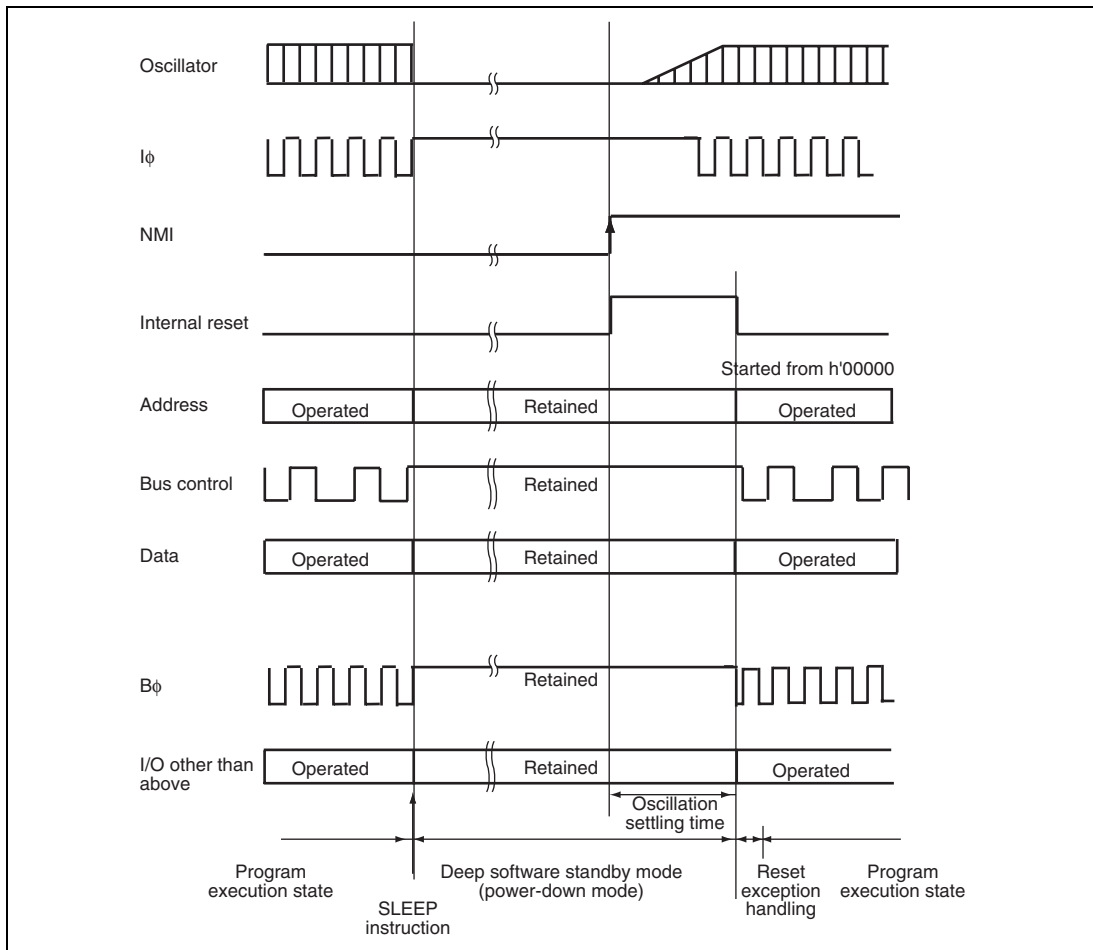 Oscillator
Iϕ
NMI
Internal reset
Started from h'00000
Address
Operated
Retained
Operated
Bus control
Retained
Data
Operated
Retained
Operated
Bϕ
Retained
I/O other than
above
Operated
Retained
Operated
Oscillation
settling time
Program
execution state
Deep software standby mode
(power-down mode)
Reset
exception
handling
Program
execution state
SLEEP
instruction